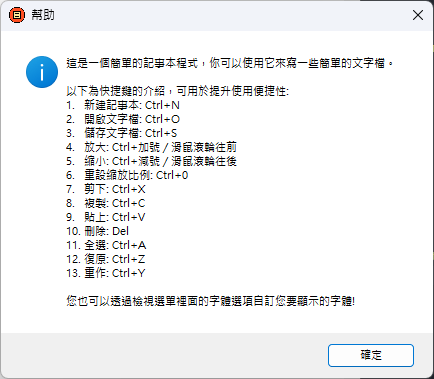 幫助
這是一個簡單的記事本程式，你可以使用它來寫一些簡單的文字檔。
以下為快捷鍵的介紹，可用於提升使用便捷性:
1. 新建記事本: Ctrl+N
2. 開啟文字檔: Ctrl+O
3. 儲存文字檔: Ctrl+S
4. 放大: Ctrl+加號 / 滑鼠滾輪往前
5. 縮小: Ctrl+減號 / 滑鼠滾輪往後
6. 重設縮放比例: Ctrl+0
7. 剪下: Ctrl+X
8. 複製: Ctrl+C
9. 貼上: Ctrl+V
10. 刪除: Del
11. 全選: Ctrl+A
12. 復原: Ctrl+Z
13. 重作: Ctrl+Y
您也可以透過檢視選單裡面的字體選項自訂您要顯示的字體!
確定